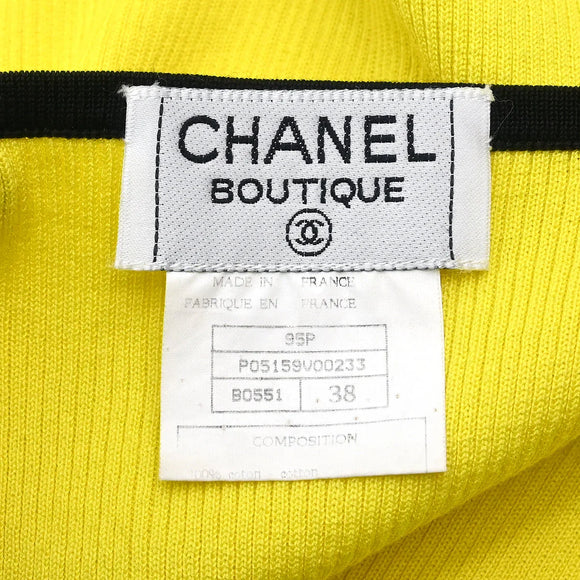 CHANEL
BOUTIQUE
MADE IN FRANCE
FABRIQUE EN FRANCE
95P
P05159V00233
B0551 38
COMPOSITION
100% coton - cotton